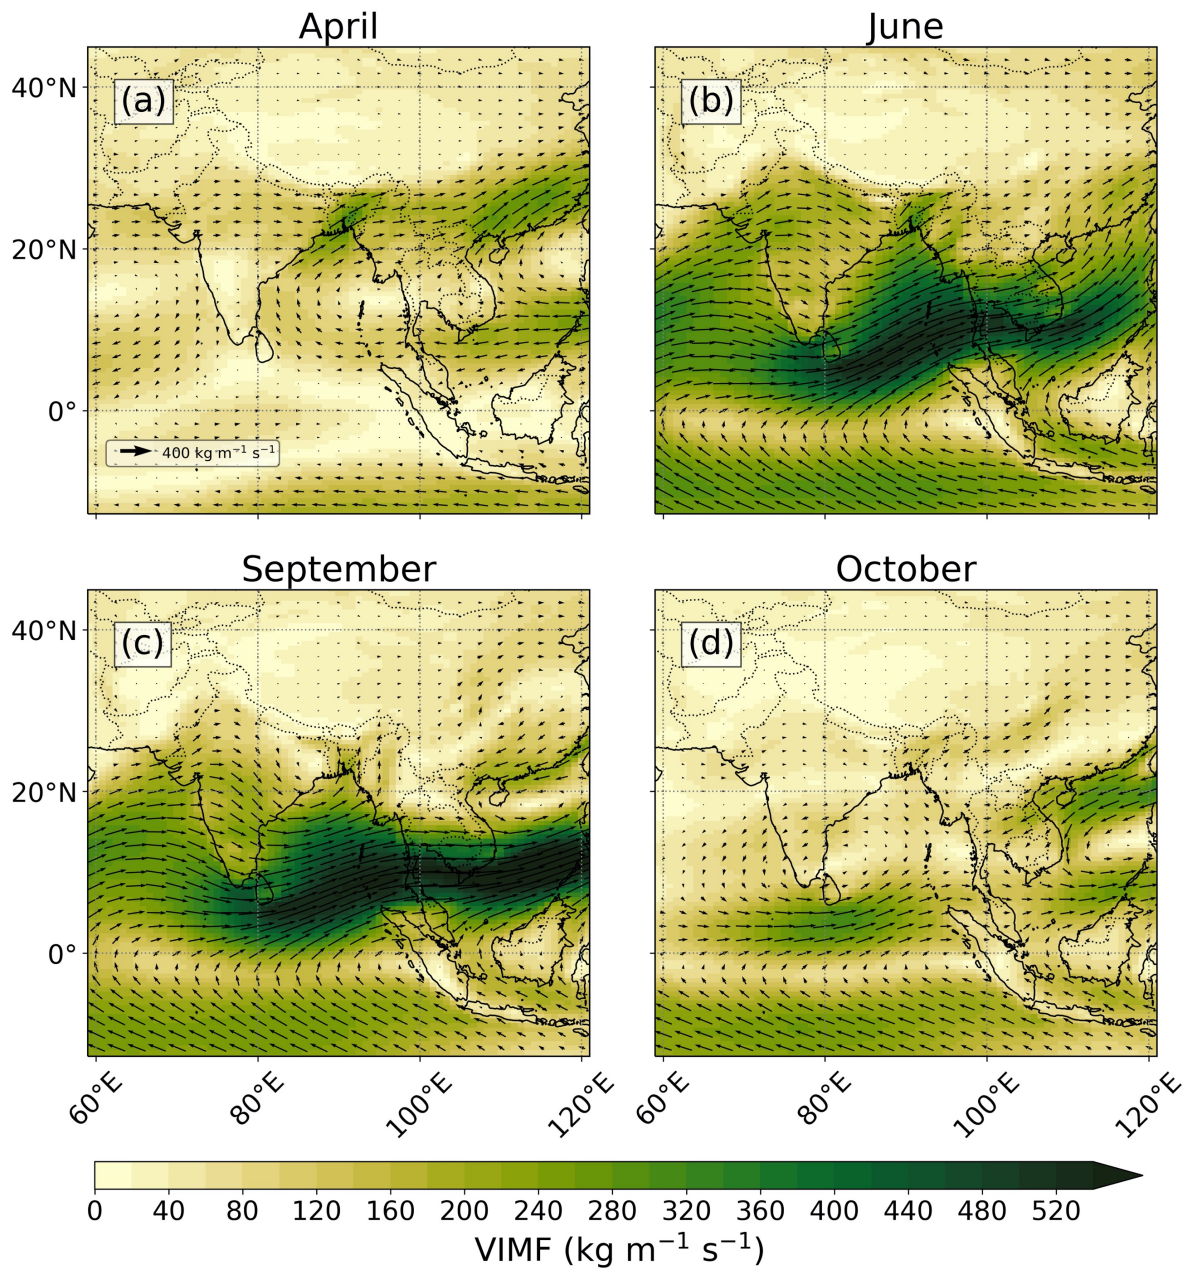 April
June
(a)
(b)
40°N
20°N
0°
400 kg m⁻¹ s⁻¹
September
October
(c)
(d)
40°N
20°N
0°
60°E
80°E
100°E
120°E
60°E
80°E
100°E
120°E
0 40 80 120 160 200 240 280 320 360 400 440 480 520
VIMF (kg m⁻¹ s⁻¹)